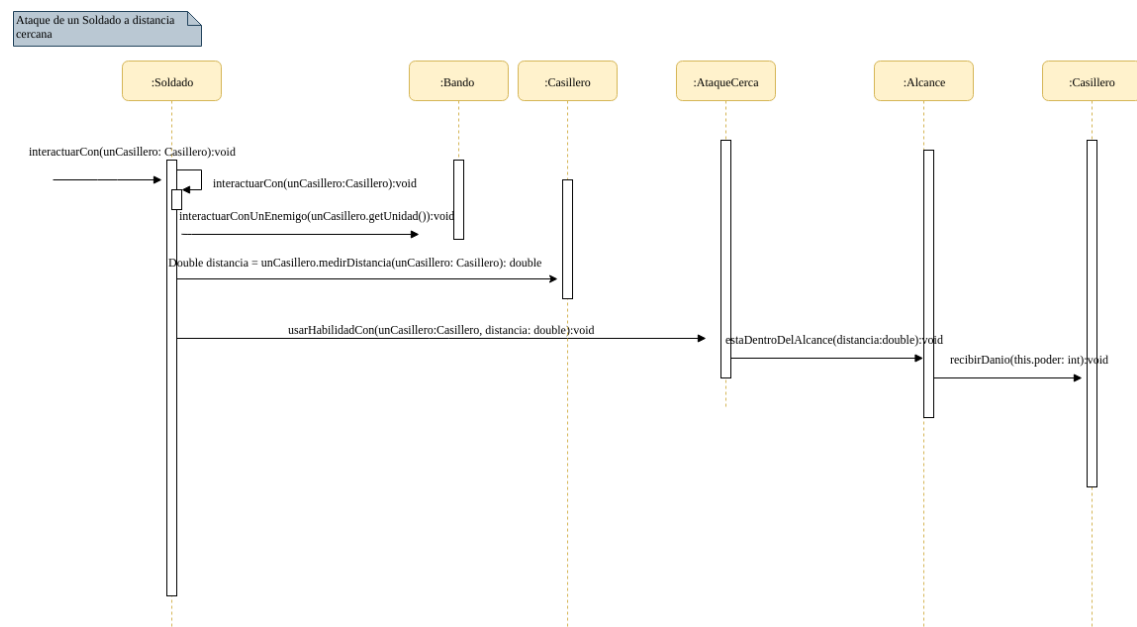 Ataque de un Soldado a distancia
cercana
:Soldado
:Bando
:Casillero
:AtaqueCerca
:Alcance
:Casillero
interactuarCon(unCasillero: Casillero):void
interactuarCon(unCasillero:Casillero):void
interactuarConUnEnemigo(unCasillero.getUnidad()):void
Double distancia = unCasillero.medirDistancia(unCasillero: Casillero): double
usarHabilidadCon(unCasillero:Casillero, distancia: double):void
estaDentroDelAlcance(distancia:double):void
recibirDanio(this.poder: int):void